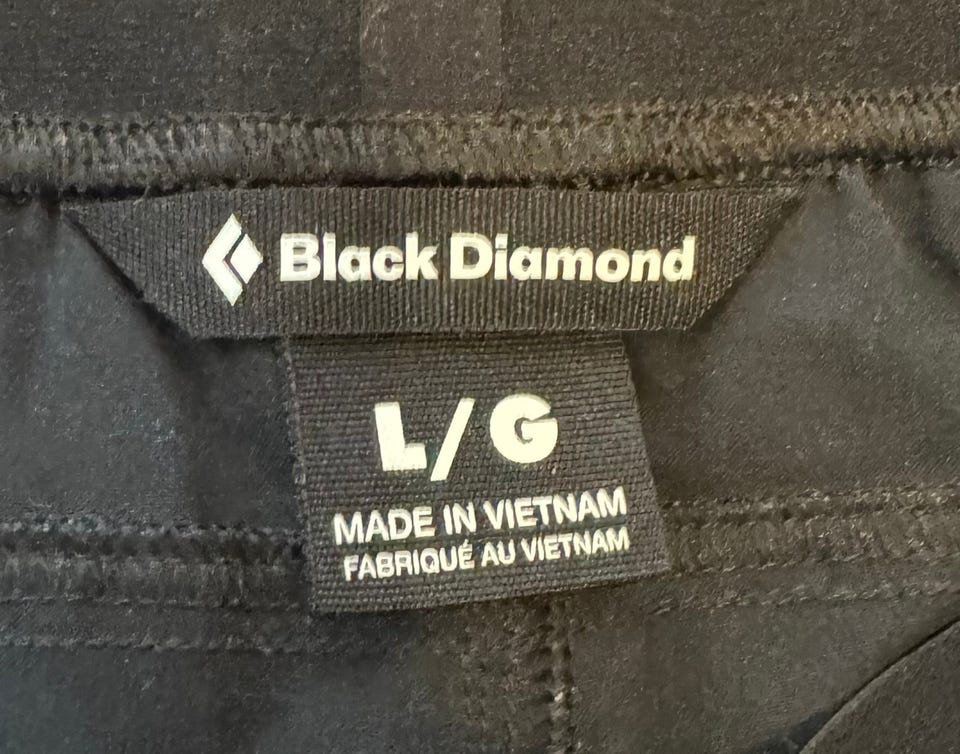 Black Diamond
L/G
MADE IN VIETNAM
FABRIQUÉ AU VIETNAM